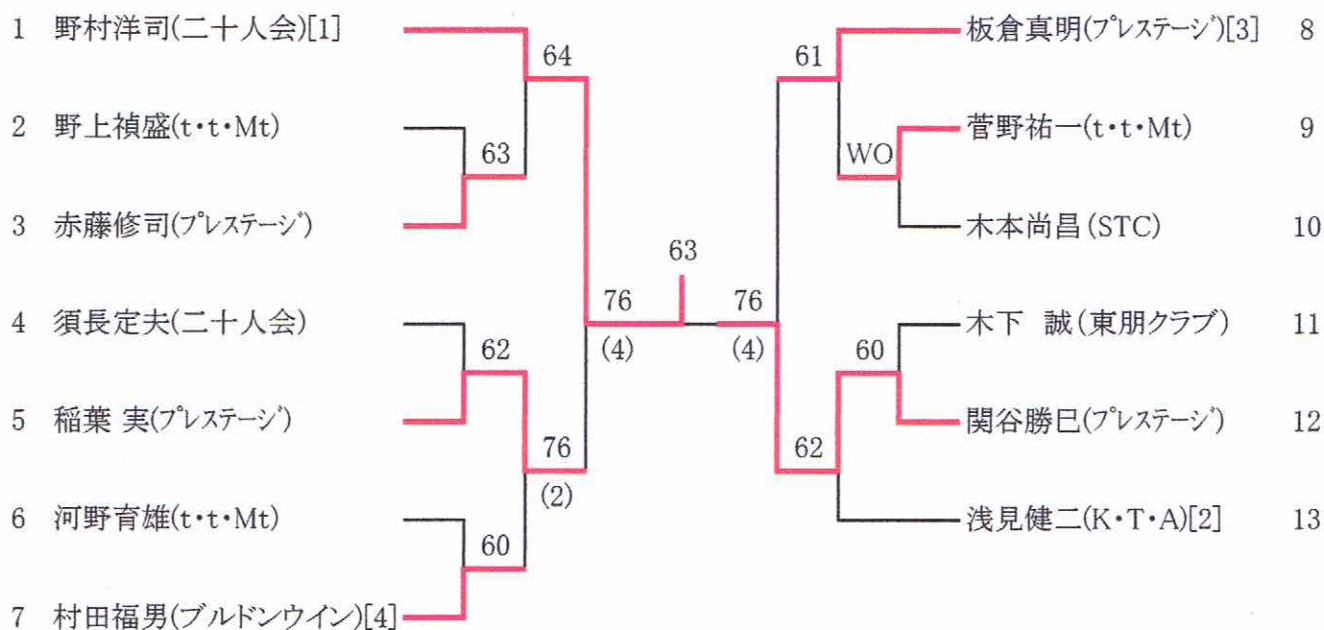 1 野村洋司(二十人会)[1]
64
2 野上禎盛(t・t・Mt)
63
3 赤藤修司(プレステージ)
4 須長定夫(二十人会)
62
5 稲葉 実(プレステージ)
76
(2)
6 河野育雄(t・t・Mt)
60
7 村田福男(ブルドンウイン)[4]
76
(4)
63
76
(4)
61
板倉真明(プレステージ)[3] 8
菅野祐一(t・t・Mt) 9
WO
木本尚昌(STC) 10
木下 誠(東朋クラブ) 11
60
関谷勝巳(プレステージ) 12
62
浅見健二(K・T・A)[2] 13